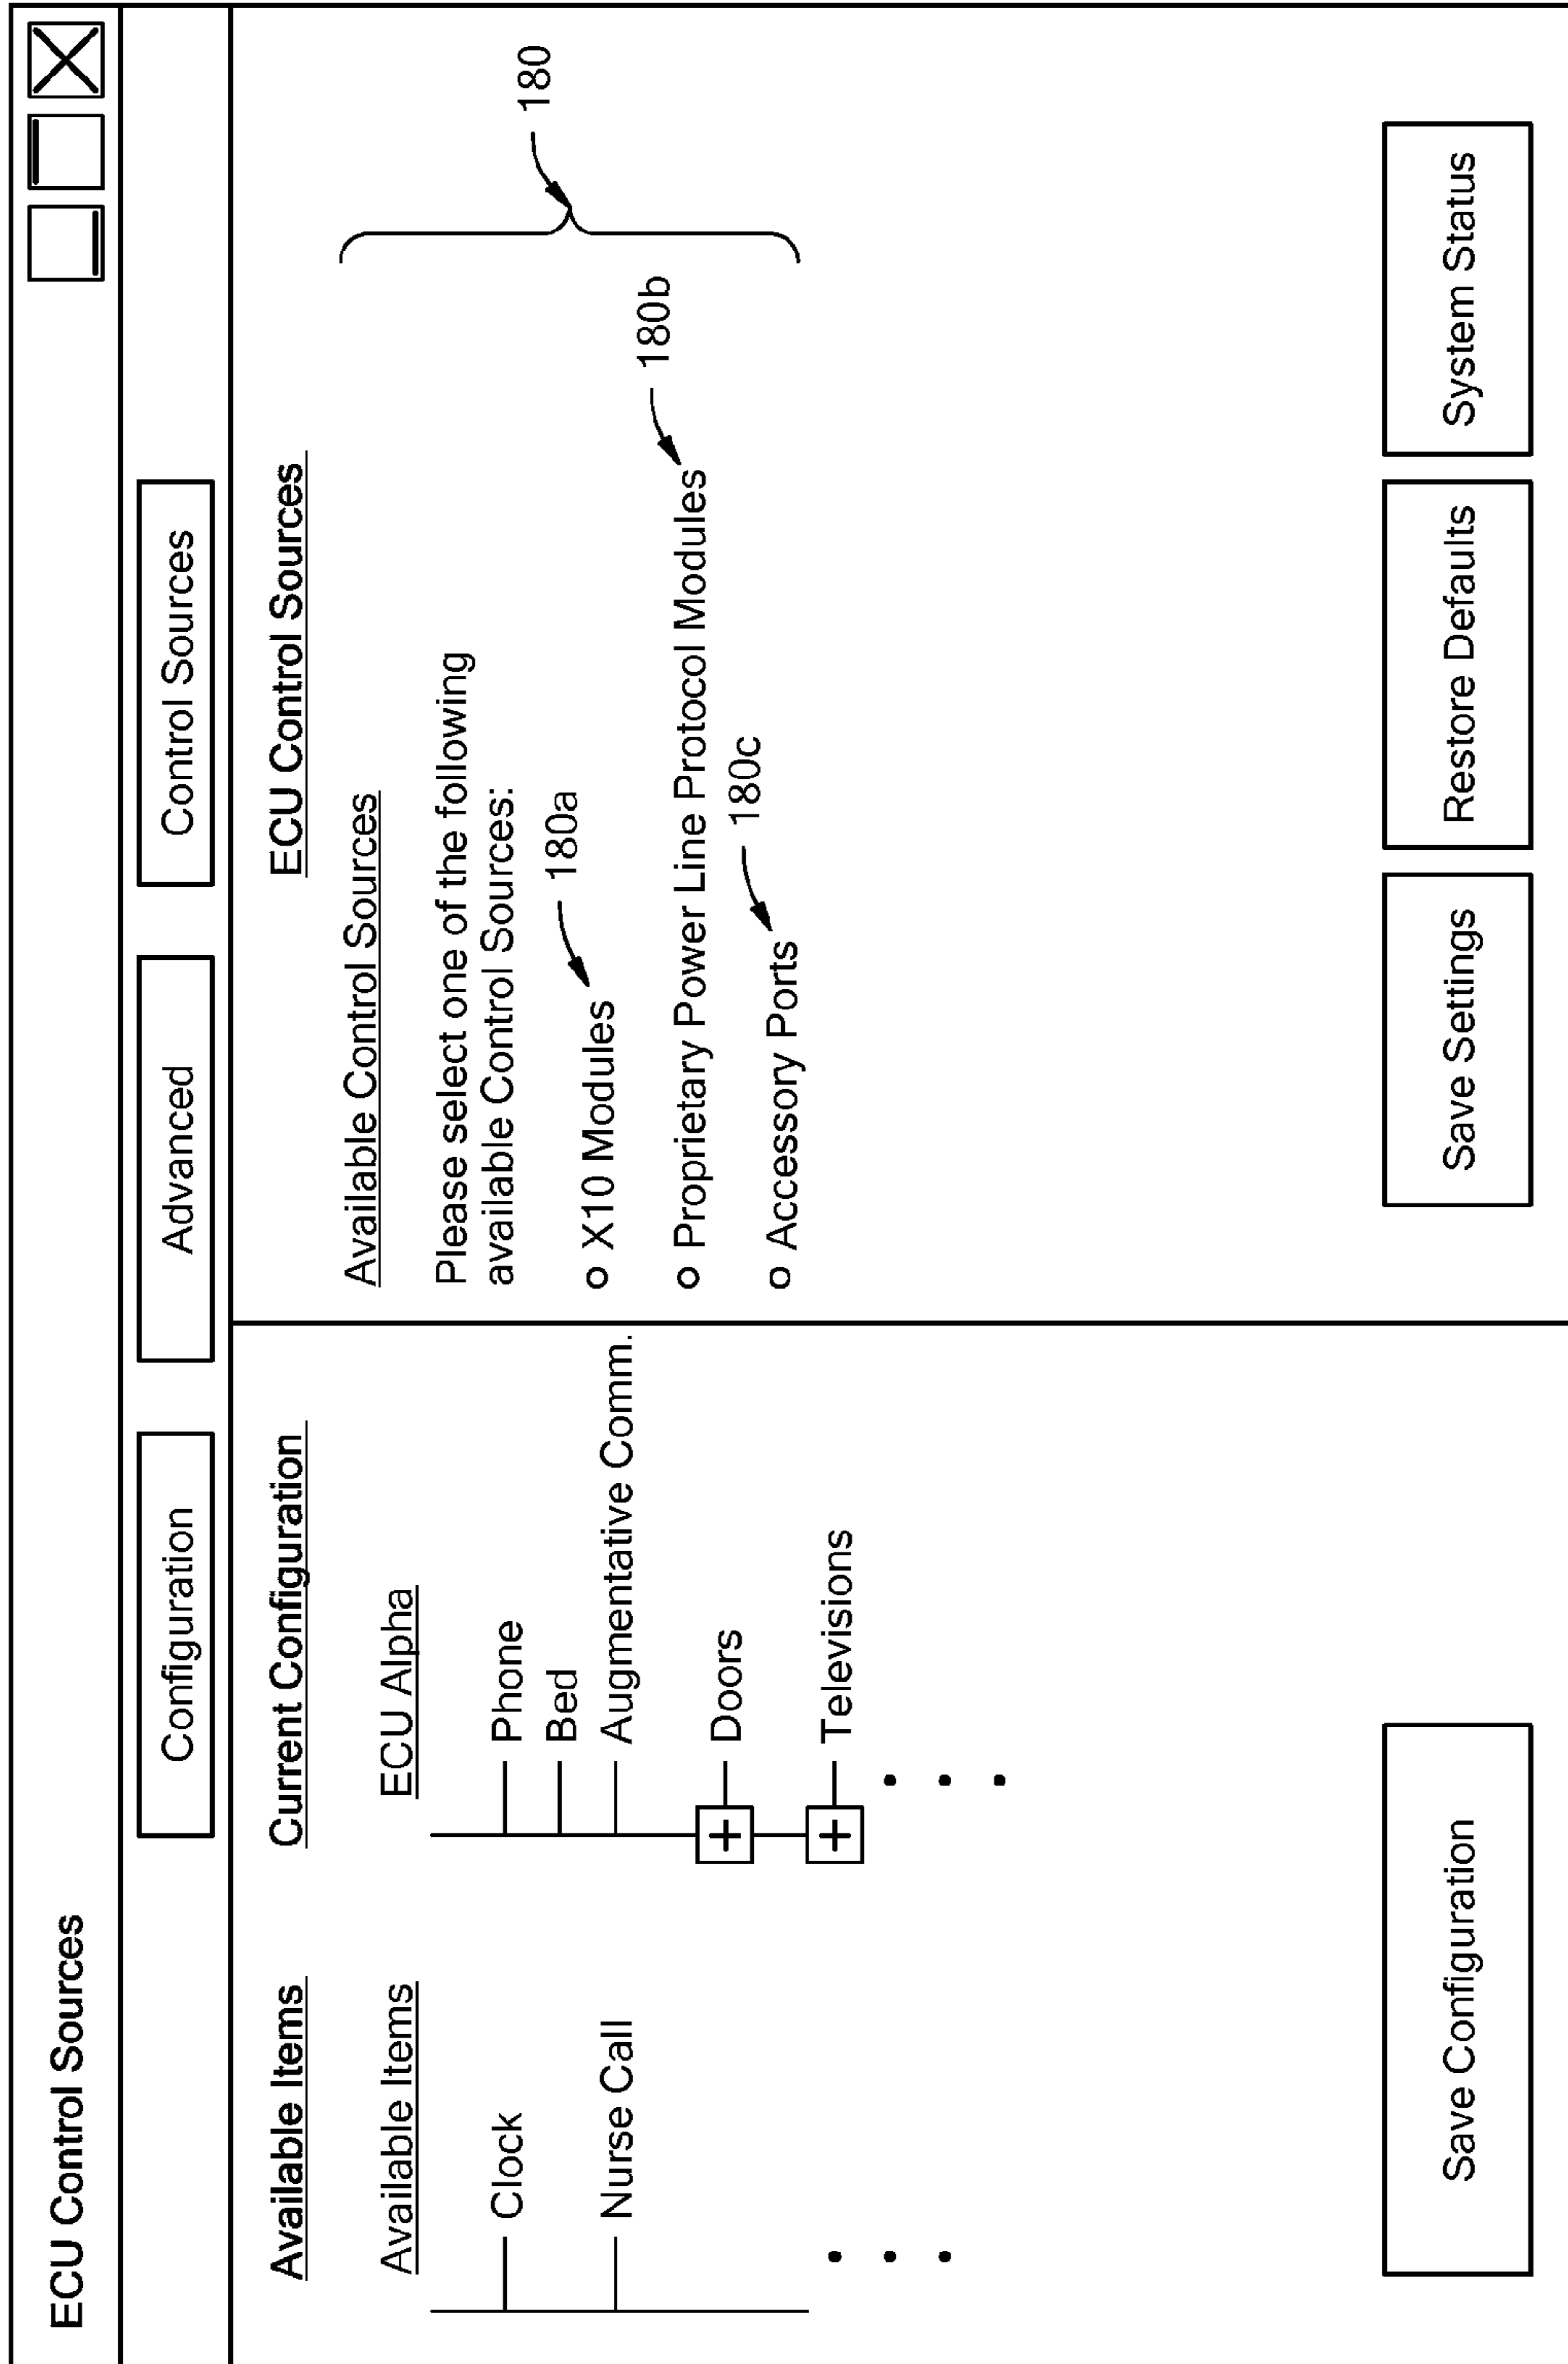 ECU Control Sources
Configuration
Advanced
Control Sources
Available Items
Available Items
Clock
Nurse Call
Current Configuration
ECU Alpha
Phone
Bed
Augmentative Comm.
+ Doors
+ Televisions
Save Configuration
ECU Control Sources
Available Control Sources
Please select one of the following
available Control Sources:
180a
X10 Modules
180b
Proprietary Power Line Protocol Modules
180c
Accessory Ports
180
Save Settings
Restore Defaults
System Status